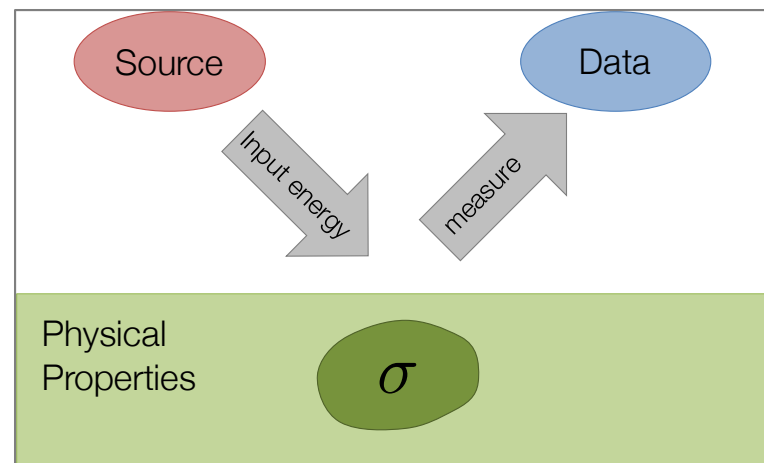 Source
Data
Input energy
measure
Physical
Properties
σ